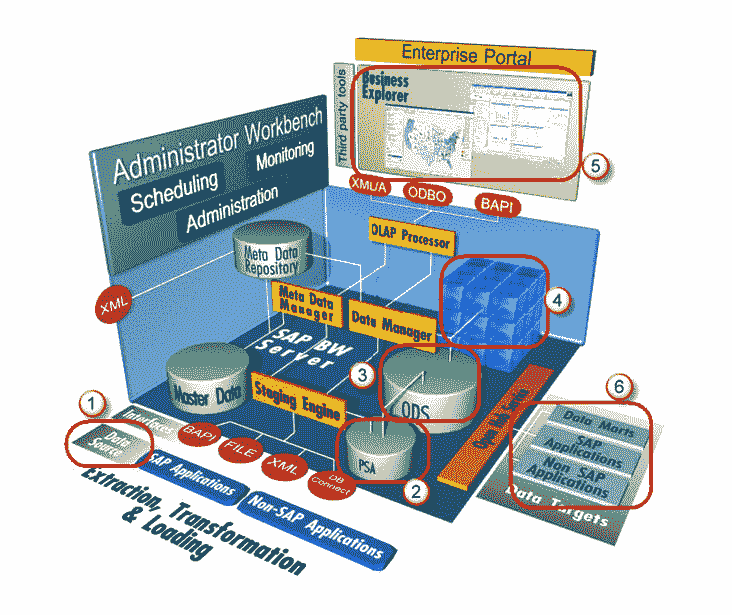 Enterprise Portal
Third party tools
Business
Explorer
5
Administrator Workbench
Scheduling
Monitoring
Administration
XML/A
ODBO
BAPI
OLAP Processor
Meta Data
Repository
XML
Meta Data
Manager
Data Manager
4
SAP BW
Server
3
Master Data
ODS
Staging Engine
6
1
Interfaces
Data
Source
BAPI
FILE
XML
DB
Connect
PSA
2
Data Marts
SAP
Applications
Non SAP
Applications
Data Targets
SAP Applications
Non-SAP Applications
Extraction, Transformation
& Loading